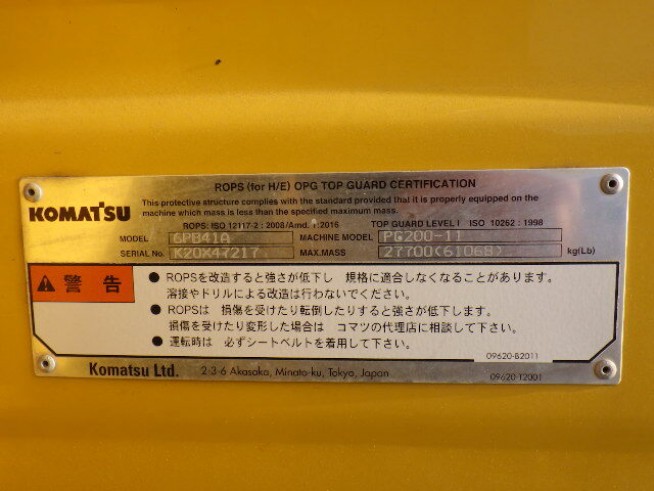 ROPS (for H/E) OPG TOP GUARD CERTIFICATION
KOMATSU
This protective structure complies with the standard provided that it is properly equipped on the
machine which mass is less than the specified maximum mass.
ROPS: ISO 12117-2 : 2008/Amd. 1:2016 TOP GUARD LEVEL I ISO 10262 : 1998
MODEL 6PB41A MACHINE MODEL PC200-11
SERIAL No. K20X47217 MAX.MASS 27700(61068) kg(Lb)
警告
● ROPSを改造すると強さが低下し 規格に適合しなくなることがあります。
溶接やドリルによる改造は行わないでください。
● ROPSは 損傷を受けたり転倒したりすると強さが低下します。
損傷を受けたり変形した場合は コマツの代理店に相談して下さい。
● 運転時は 必ずシートベルトを着用して下さい。
09620-B2011
Komatsu Ltd. 2-3-6 Akasaka, Minato-ku, Tokyo, Japan
09620-12001